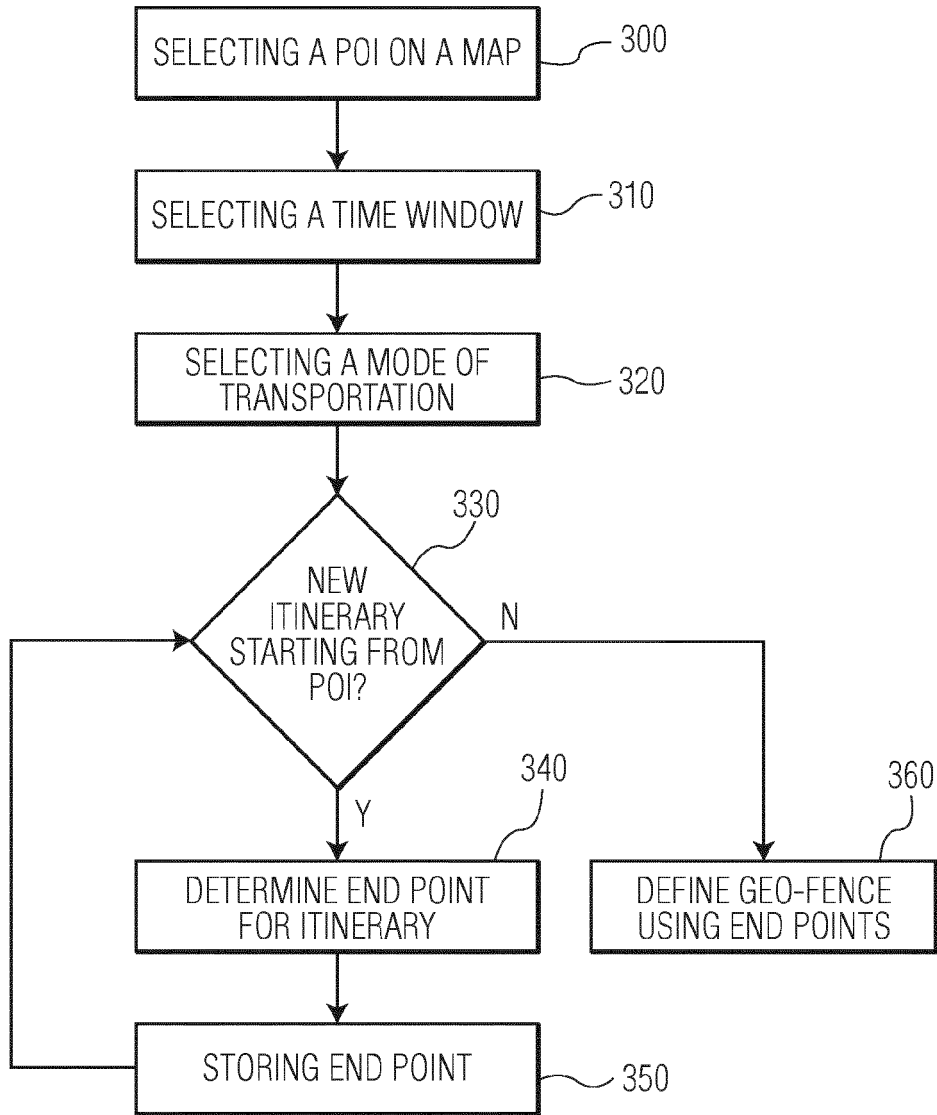 SELECTING A POI ON A MAP
300
SELECTING A TIME WINDOW
310
SELECTING A MODE OF
TRANSPORTATION
320
330
NEW
ITINERARY
STARTING FROM
POI?
N
Y
340
360
DETERMINE END POINT
FOR ITINERARY
DEFINE GEO-FENCE
USING END POINTS
STORING END POINT
350